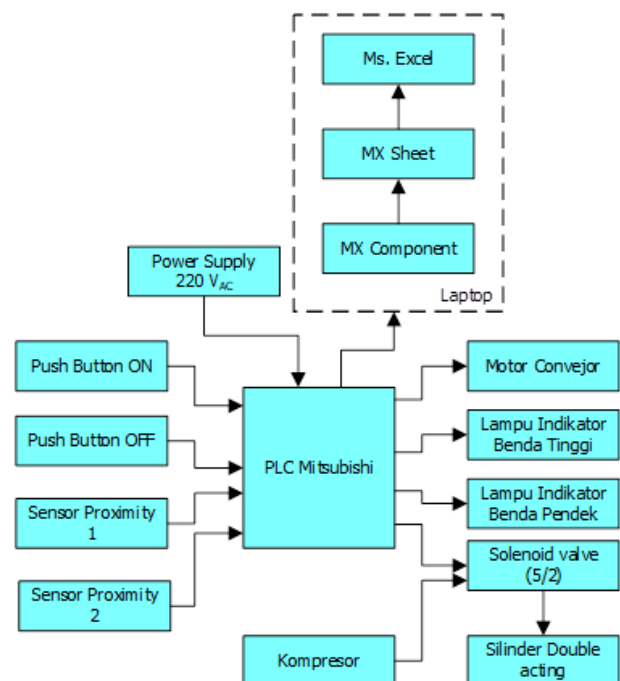 Ms. Excel
MX Sheet
MX Component
Laptop
Power Supply
220 VAC
Push Button ON
Push Button OFF
Sensor Proximity
1
Sensor Proximity
2
PLC Mitsubishi
Motor Convejor
Lampu Indikator
Benda Tinggi
Lampu Indikator
Benda Pendek
Solenoid valve
(5/2)
Kompresor
Silinder Double
acting